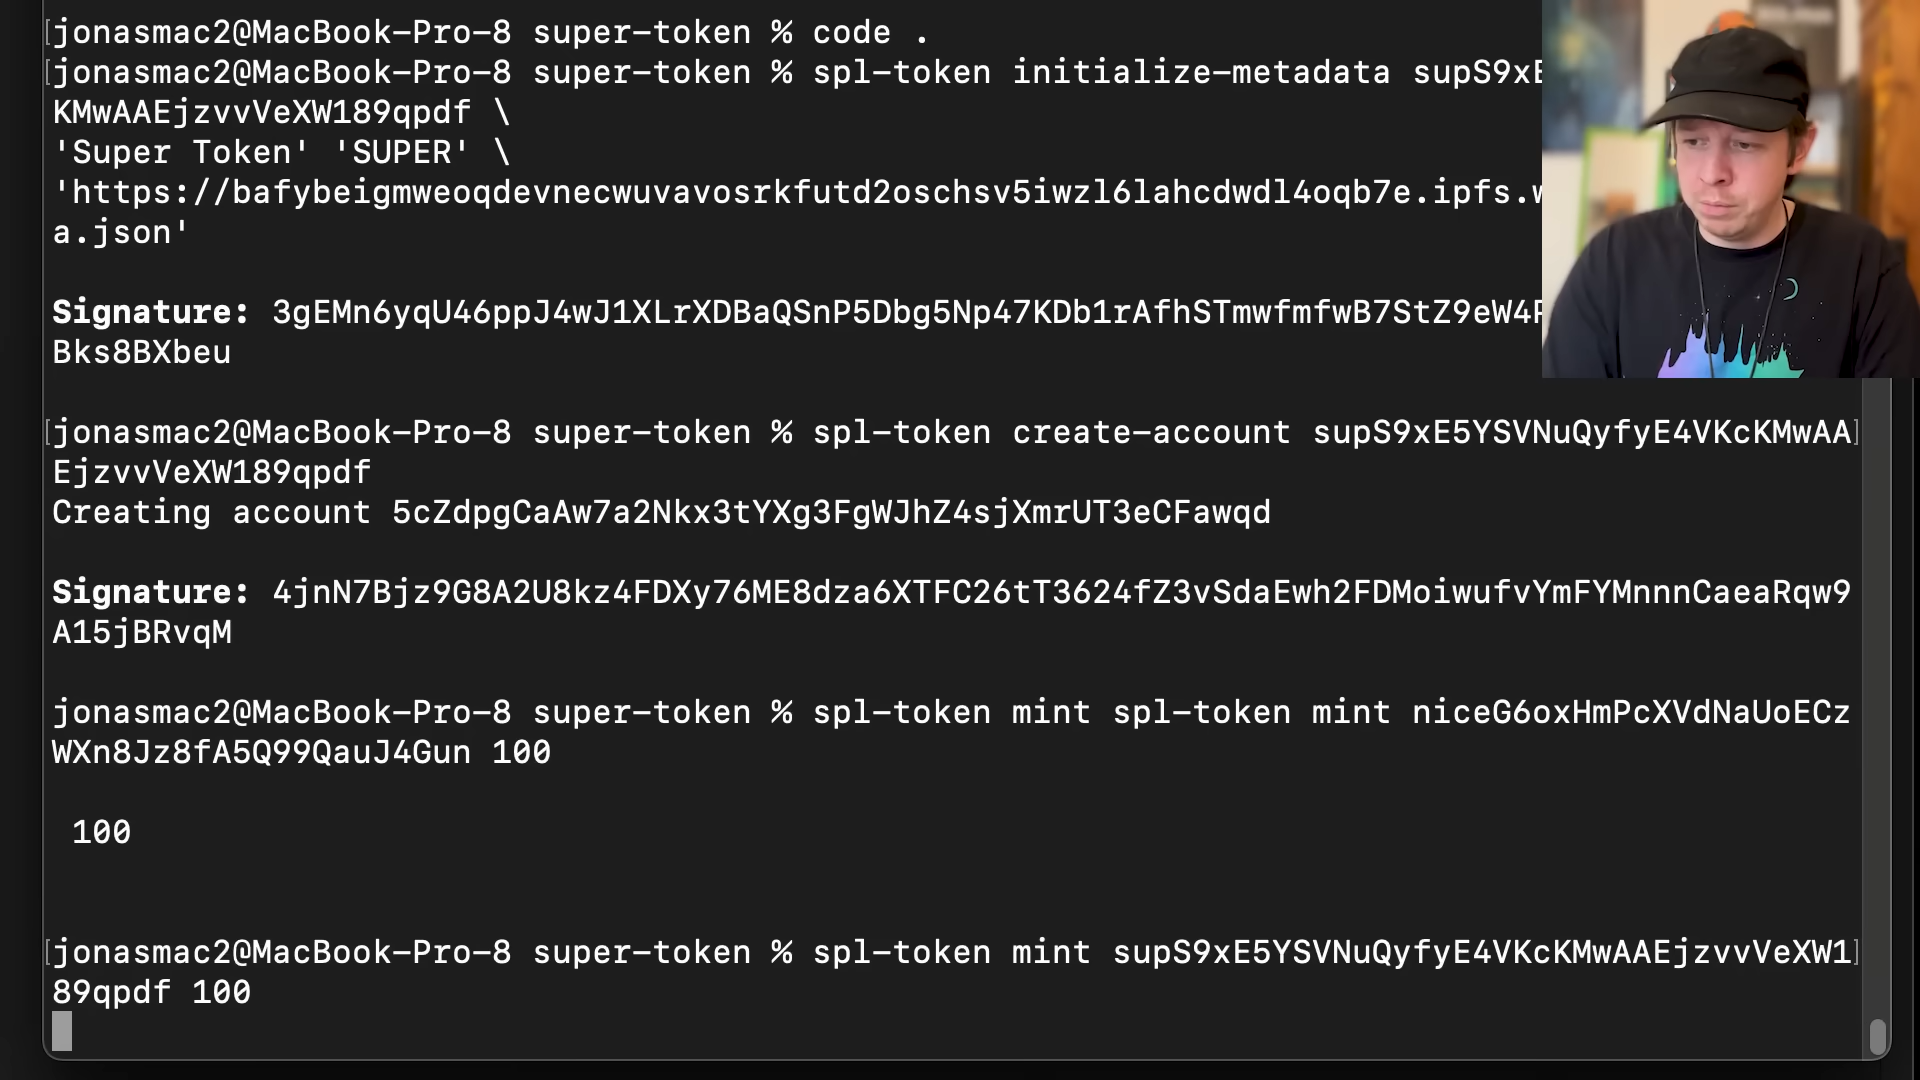 jonasmac2@MacBook-Pro-8 super-token % code .
jonasmac2@MacBook-Pro-8 super-token % spl-token initialize-metadata supS9xE
KMwAAEjzvvVeXW189qpdf \
'Super Token' 'SUPER' \
'https://bafybeigmweoqdevnecwuvavosrkfutd2oschsv5iwzl6lahcdwdl4oqb7e.ipfs.w
a.json'
Signature: 3gEMn6yqU46ppJ4wJ1XLrXDBaQSnP5Dbg5Np47KDb1rAfhSTmwfmfwB7StZ9eW4
Bks8BXbeu
jonasmac2@MacBook-Pro-8 super-token % spl-token create-account supS9xE5YSVNuQyfyE4VKcKMwAA
EjzvvVeXW189qpdf
Creating account 5cZdpgCaAw7a2Nkx3tYXg3FgWJhZ4sjXmrUT3eCFawqd
Signature: 4jnN7Bjz9G8A2U8kz4FDXy76ME8dza6XTFC26tT3624fZ3vSdaEwh2FDMoiwufvYmFYMnnnCaeaRqw9
A15jBRvqM
jonasmac2@MacBook-Pro-8 super-token % spl-token mint spl-token mint niceG6oxHmPcXVdNaUoECz
WXn8Jz8fA5Q99QauJ4Gun 100
100
jonasmac2@MacBook-Pro-8 super-token % spl-token mint supS9xE5YSVNuQyfyE4VKcKMwAAEjzvvVeXW1
89qpdf 100